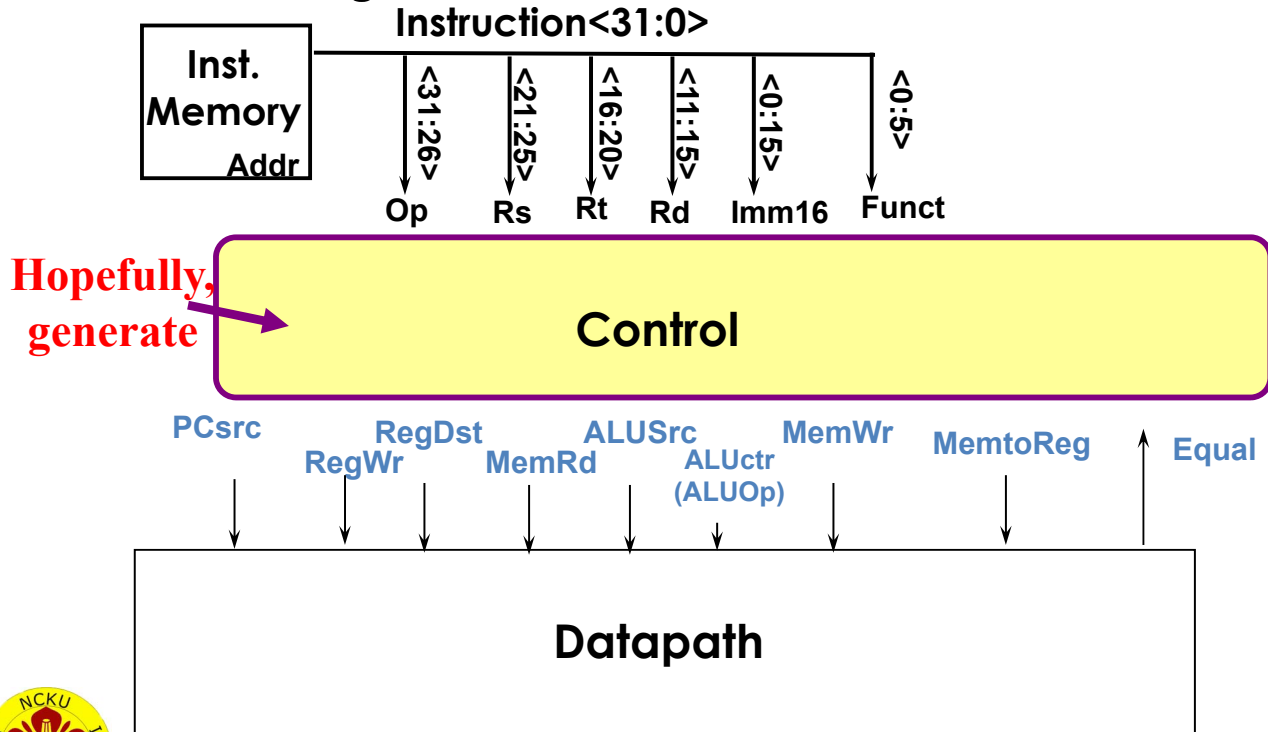 Instruction<31:0>
Inst.
Memory
Addr
<31:26>
<21:25>
<16:20>
<11:15>
<0:15>
<0:5>
Op
Rs
Rt
Rd
Imm16
Funct
Hopefully,
generate
Control
PCsrc
RegWr
RegDst
MemRd
ALUSrc
ALUctr
(ALUOp)
MemWr
MemtoReg
Equal
Datapath
NCKU